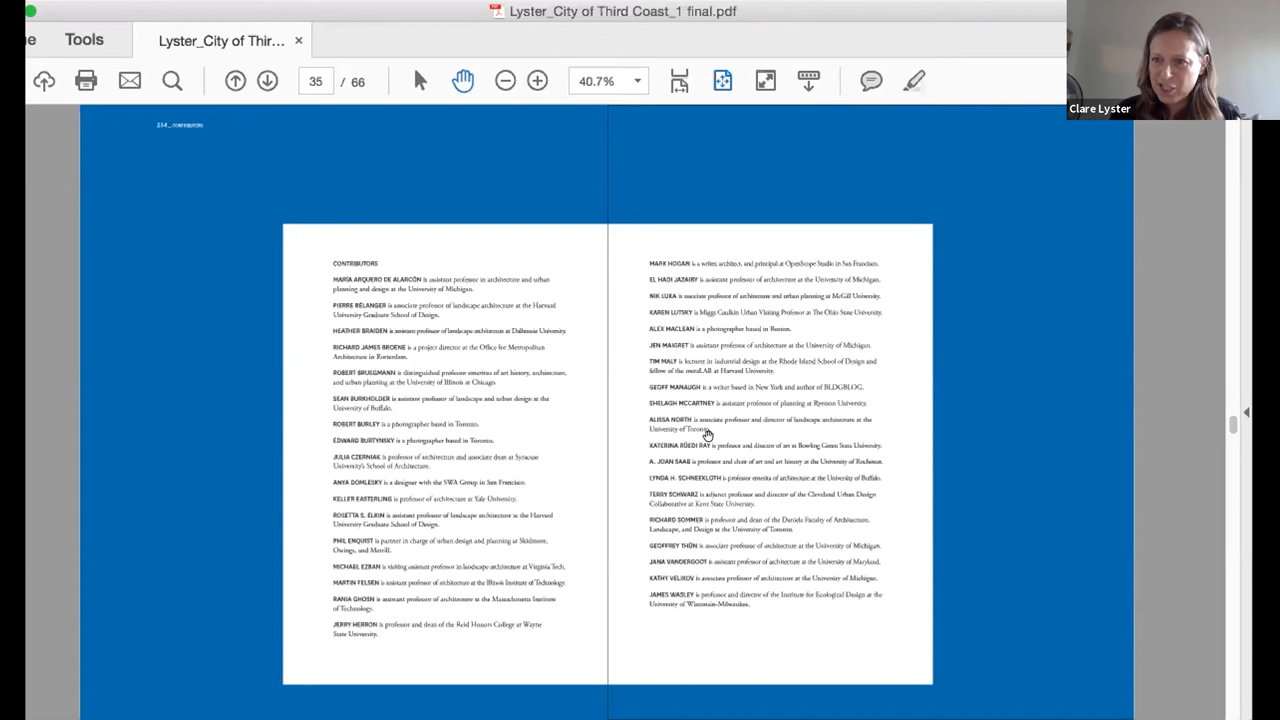 Lyster_City of Third Coast_1 final.pdf
ne Tools Lyster_City of Thir... ×
35 / 66 40.7%
Clare Lyster
334_CONTRIBUTORS
CONTRIBUTORS
MARÍA ARQUERO DE ALARCÓN is assistant professor in architecture and urban
planning and design at the University of Michigan.
PIERRE BÉLANGER is associate professor of landscape architecture at the Harvard
University Graduate School of Design.
HEATHER BRAIDEN is assistant professor of landscape architecture at Dalhousie University.
RICHARD JAMES BROENE is a project director at the Office for Metropolitan
Architecture in Rotterdam.
ROBERT BRUEGMANN is distinguished professor emeritus of art history, architecture,
and urban planning at the University of Illinois at Chicago.
SEAN BURKHOLDER is assistant professor of landscape and urban design at the
University of Buffalo.
ROBERT BURLEY is a photographer based in Toronto.
EDWARD BURTYNSKY is a photographer based in Toronto.
JULIA CZERNIAK is professor of architecture and associate dean at Syracuse
University's School of Architecture.
ANYA DOMLESKY is a designer with the SWA Group in San Francisco.
KELLER EASTERLING is professor of architecture at Yale University.
ROSETTA S. ELKIN is assistant professor of landscape architecture at the Harvard
University Graduate School of Design.
PHIL ENQUIST is partner in charge of urban design and planning at Skidmore,
Owings, and Merrill.
MICHAEL EZBAN is visiting assistant professor in landscape architecture at Virginia Tech.
MARTIN FELSEN is assistant professor of architecture at the Illinois Institute of Technology.
RANIA GHOSN is assistant professor of architecture at the Massachusetts Institute
of Technology.
JERRY HERRON is professor and dean of the Reid Honors College at Wayne
State University.
MARK HOGAN is a writer, architect, and principal at OpenScope Studio in San Francisco.
EL HADI JAZAIRY is assistant professor of architecture at the University of Michigan.
NIK LUKA is associate professor of architecture and urban planning at McGill University.
KAREN LUTSKY is Miggs Caulkin Urban Visiting Professor at The Ohio State University.
ALEX MACLEAN is a photographer based in Boston.
JEN MAIGRET is assistant professor of architecture at the University of Michigan.
TIM MALY is lecturer in industrial design at the Rhode Island School of Design and
fellow of the metaLAB at Harvard University.
GEOFF MANAUGH is a writer based in New York and author of BLDGBLOG.
SHELAGH MCCARTNEY is assistant professor of planning at Ryerson University.
ALISSA NORTH is associate professor and director of landscape architecture at the
University of Toronto.
KATERINA RÜEDI RAY is professor and director of art at Bowling Green State University.
A. JOAN SAAB is professor and chair of art and art history at the University of Rochester.
LYNDA H. SCHNEEKLOTH is professor emerita of architecture at the University of Buffalo.
TERRY SCHWARZ is adjunct professor and director of the Cleveland Urban Design
Collaborative at Kent State University.
RICHARD SOMMER is professor and dean of the Daniels Faculty of Architecture,
Landscape, and Design at the University of Toronto.
GEOFFREY THÜN is associate professor of architecture at the University of Michigan.
JANA VANDERGOOT is assistant professor of architecture at the University of Maryland.
KATHY VELIKOV is associate professor of architecture at the University of Michigan.
JAMES WASLEY is professor and director of the Institute for Ecological Design at the
University of Wisconsin-Milwaukee.